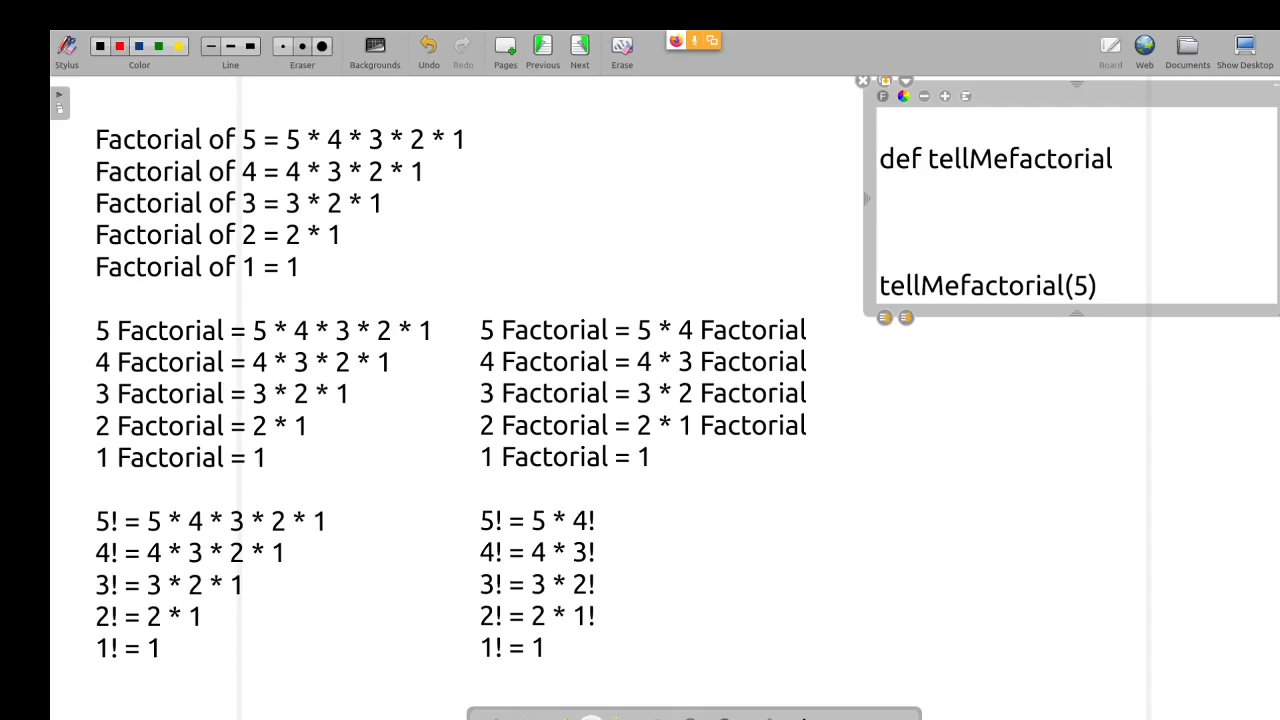 Stylus Color Line Eraser Backgrounds Undo Redo Pages Previous Next Erase Board Web Documents Show Desktop
F
def tellMefactorial
tellMefactorial(5)
Factorial of 5 = 5 * 4 * 3 * 2 * 1
Factorial of 4 = 4 * 3 * 2 * 1
Factorial of 3 = 3 * 2 * 1
Factorial of 2 = 2 * 1
Factorial of 1 = 1
5 Factorial = 5 * 4 * 3 * 2 * 1
4 Factorial = 4 * 3 * 2 * 1
3 Factorial = 3 * 2 * 1
2 Factorial = 2 * 1
1 Factorial = 1
5 Factorial = 5 * 4 Factorial
4 Factorial = 4 * 3 Factorial
3 Factorial = 3 * 2 Factorial
2 Factorial = 2 * 1 Factorial
1 Factorial = 1
5! = 5 * 4 * 3 * 2 * 1
4! = 4 * 3 * 2 * 1
3! = 3 * 2 * 1
2! = 2 * 1
1! = 1
5! = 5 * 4!
4! = 4 * 3!
3! = 3 * 2!
2! = 2 * 1!
1! = 1